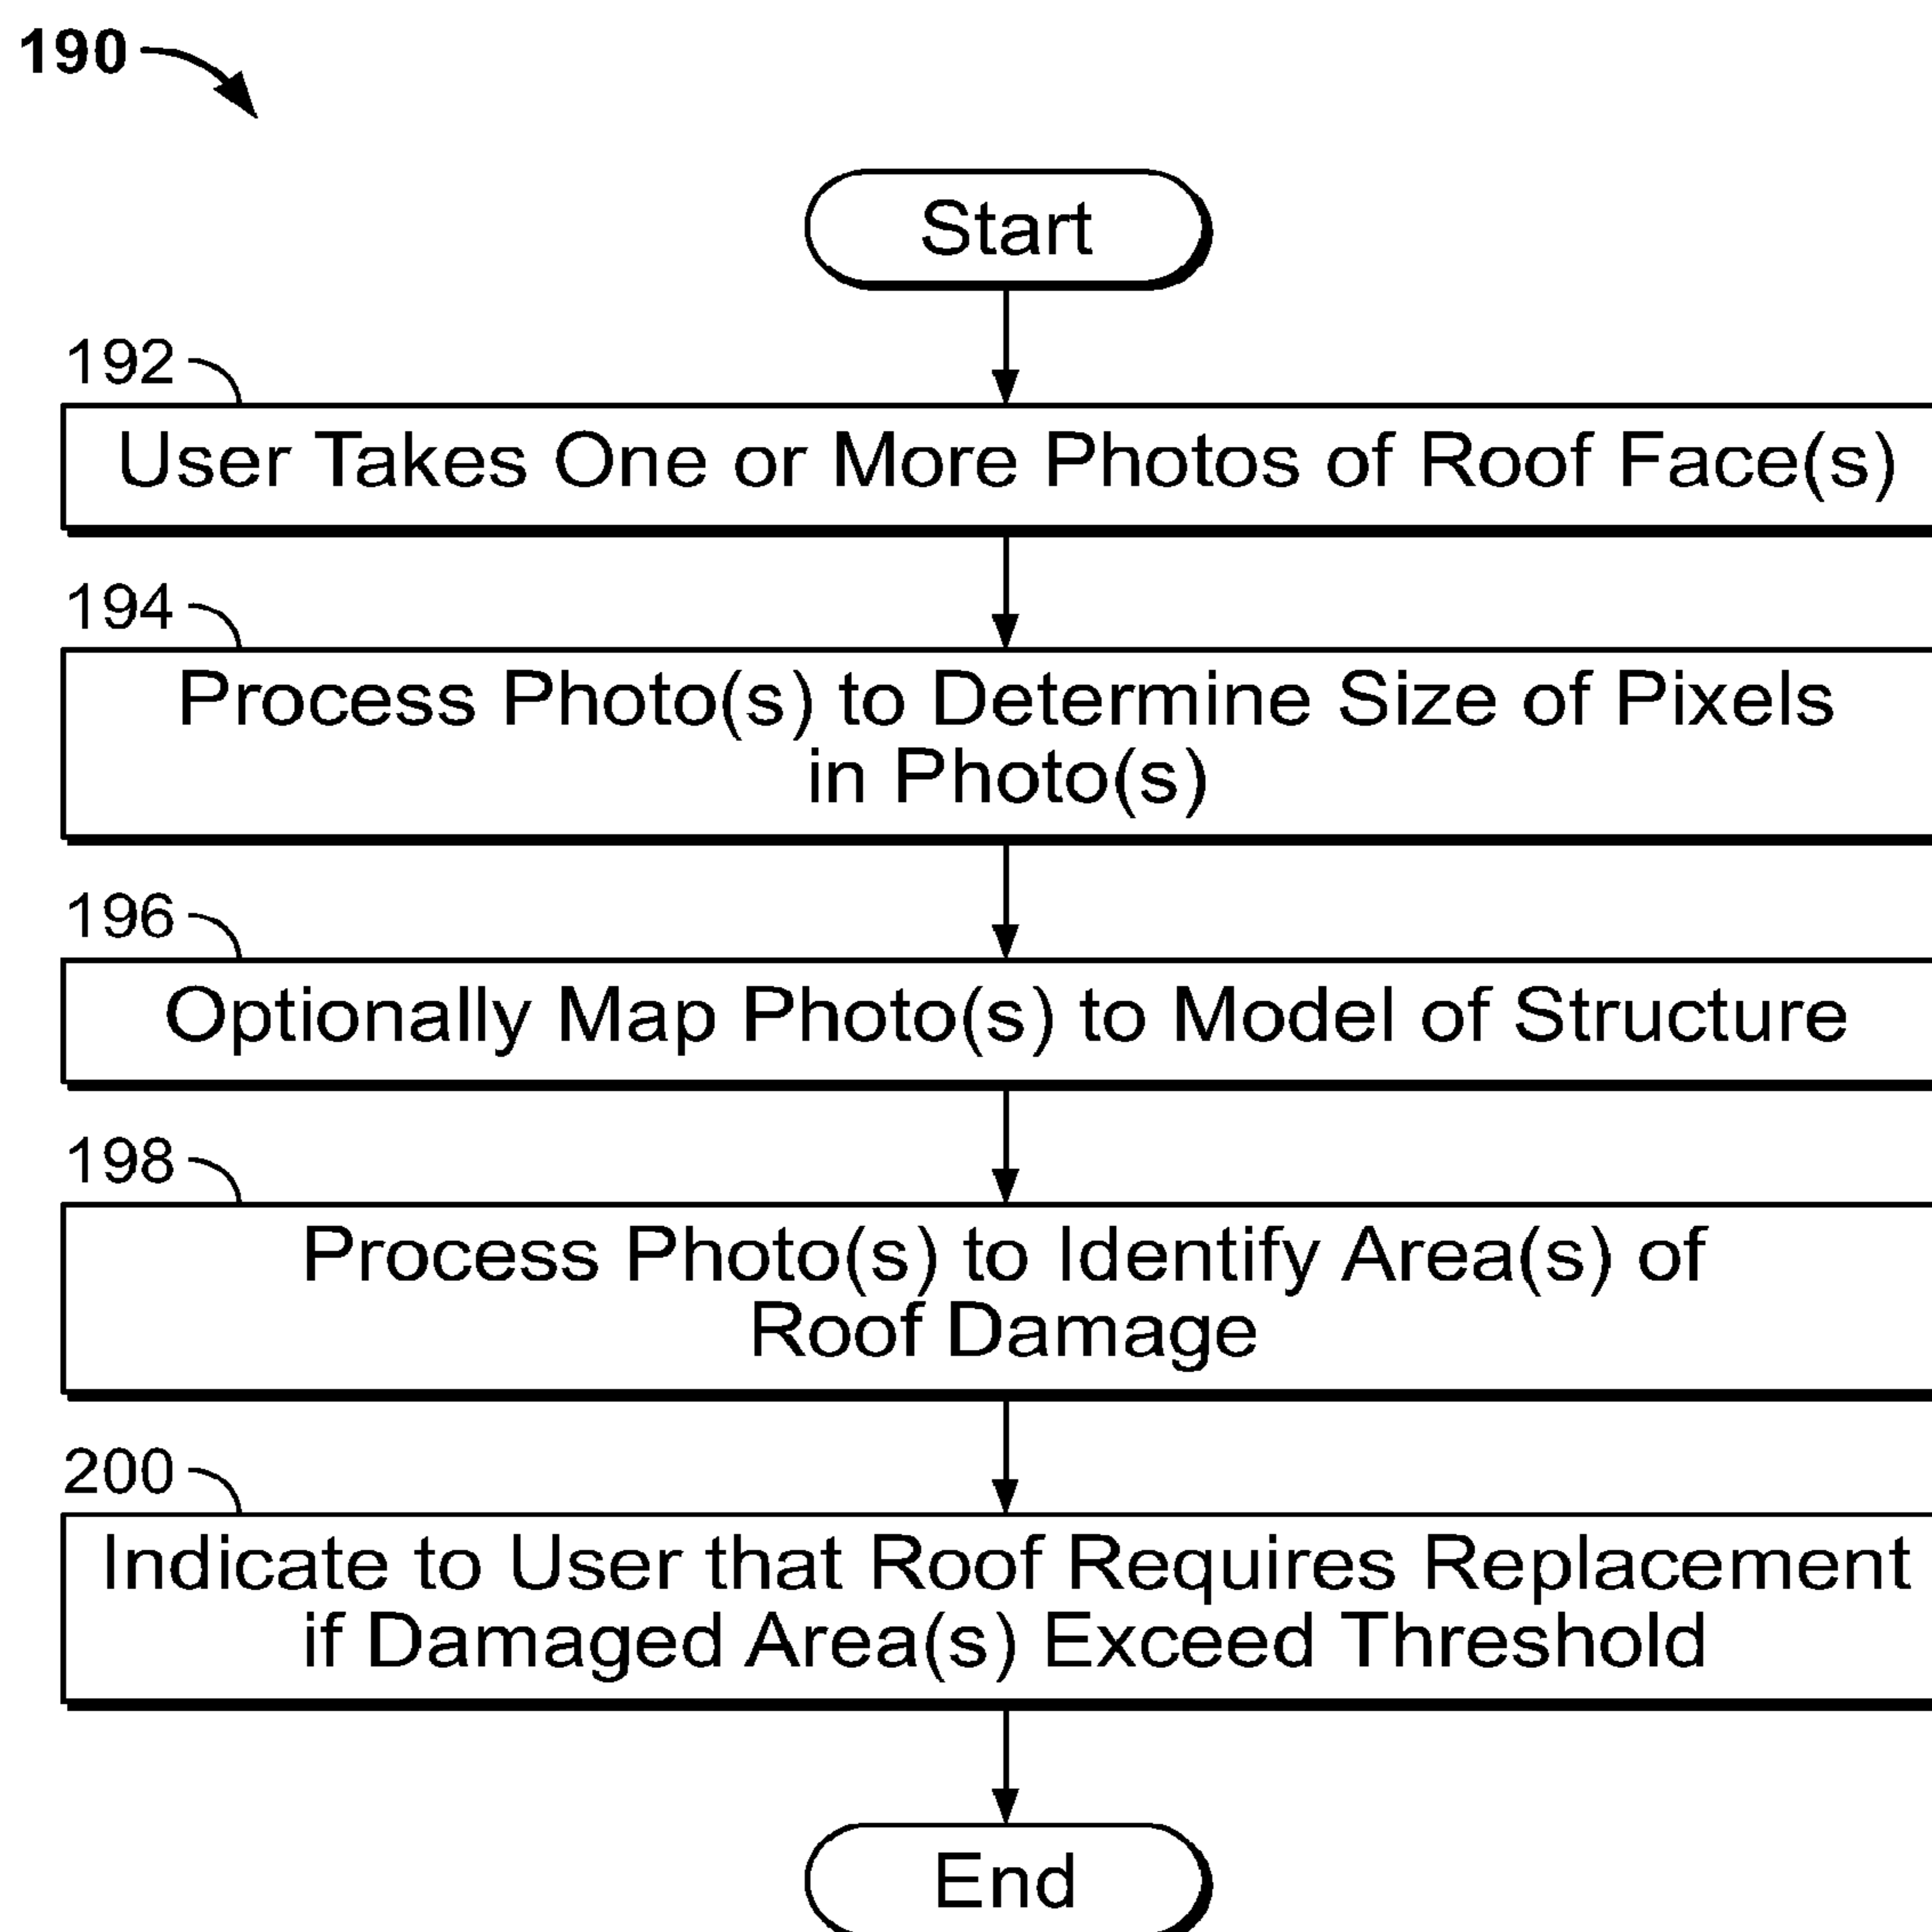 190
Start
192
User Takes One or More Photos of Roof Face(s)
194
Process Photo(s) to Determine Size of Pixels
in Photo(s)
196
Optionally Map Photo(s) to Model of Structure
198
Process Photo(s) to Identify Area(s) of
Roof Damage
200
Indicate to User that Roof Requires Replacement
if Damaged Area(s) Exceed Threshold
End